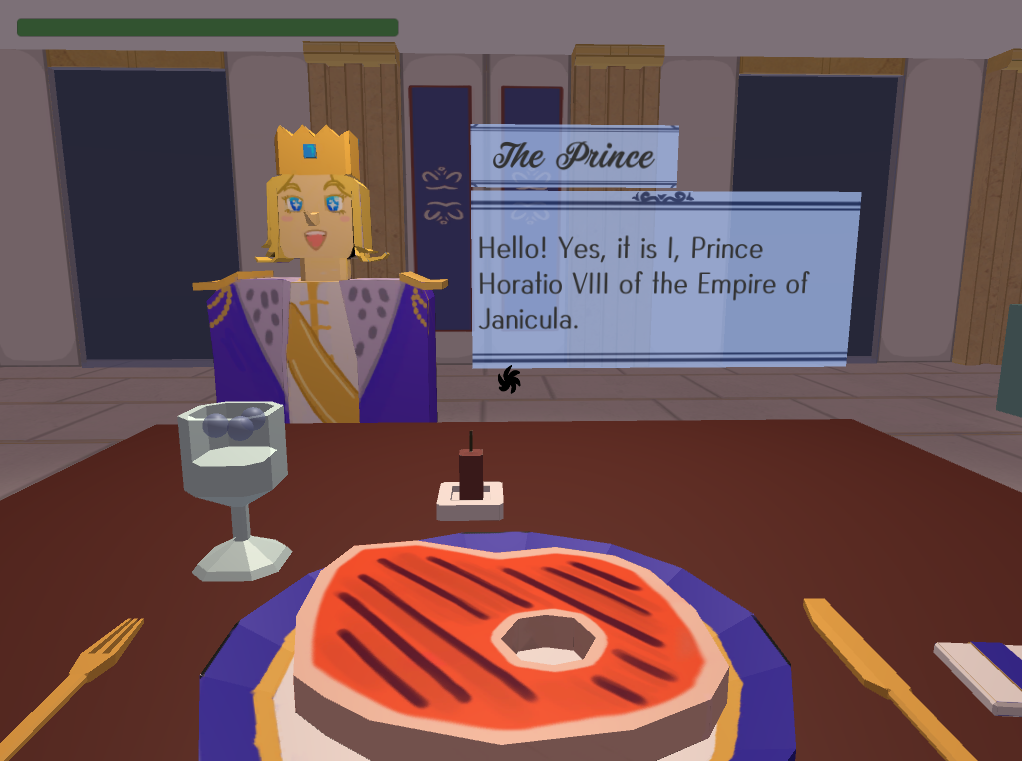 The Prince
Hello! Yes, it is I, Prince
Horatio VIII of the Empire of
Janicula.